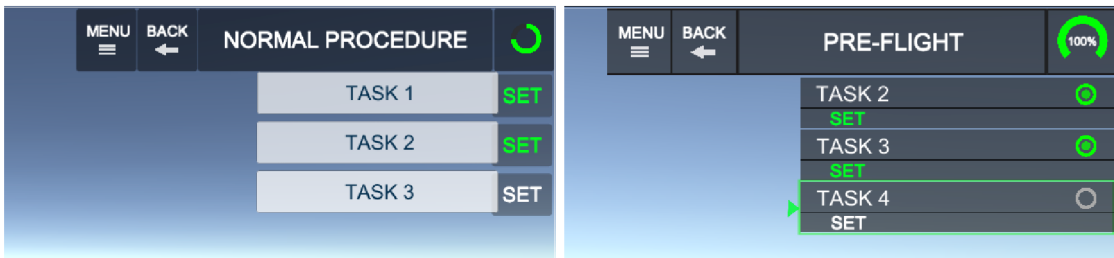 MENU BACK NORMAL PROCEDURE
TASK 1 SET
TASK 2 SET
TASK 3 SET
MENU BACK PRE-FLIGHT 100%
TASK 2
SET
TASK 3
SET
TASK 4
SET